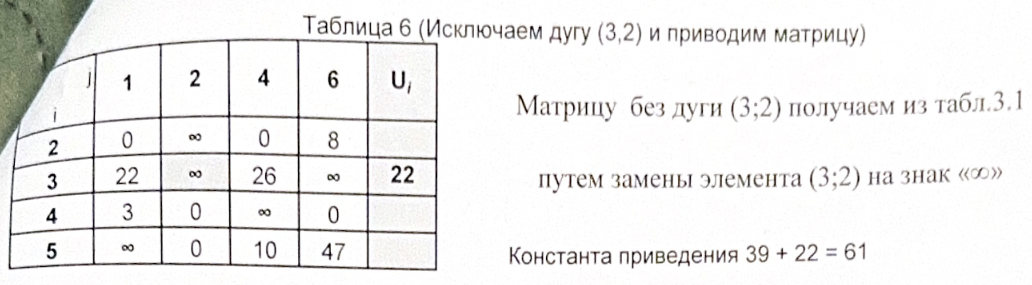 Таблица 6 (Исключаем дугу (3,2) и приводим матрицу)
j 1 2 4 6 Ui
i
2 0 ∞ 0 8
3 22 ∞ 26 ∞ 22
4 3 0 ∞ 0
5 ∞ 0 10 47
Матрицу без дуги (3;2) получаем из табл.3.1
путем замены элемента (3;2) на знак «∞»
Константа приведения 39 + 22 = 61